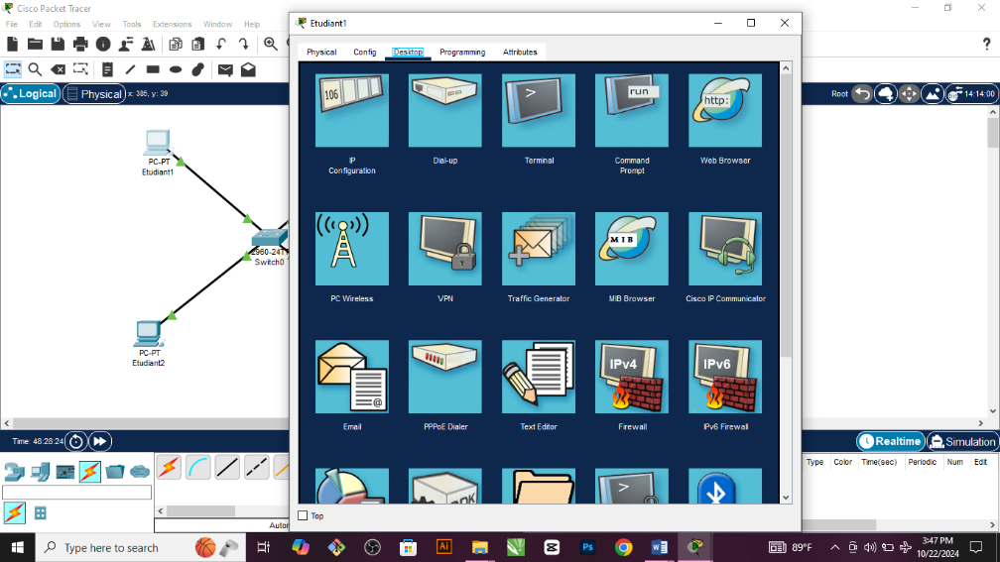 Cisco Packet Tracer
File Edit Options View Tools Extensions Window Help
Logical Physical x: 385, y: 39
Root 14:14:00
PC-PT
Etudiant1
Switch0
PC-PT
Etudiant2
Etudiant1
Physical Config Desktop Programming Attributes
106
>
run
http:
IP
Configuration
Dial-up
Terminal
Command
Prompt
Web Browser
MIB
PC Wireless
VPN
Traffic Generator
MIB Browser
Cisco IP Communicator
@
IPv4
IPv6
Email
PPPoE Dialer
Text Editor
Firewall
IPv6 Firewall
>
Top
Time: 48:28:24
Realtime Simulation
Type Color Time(sec) Periodic Num Edit
Type here to search
Ai
Ps
89°F
3:47 PM
10/22/2024